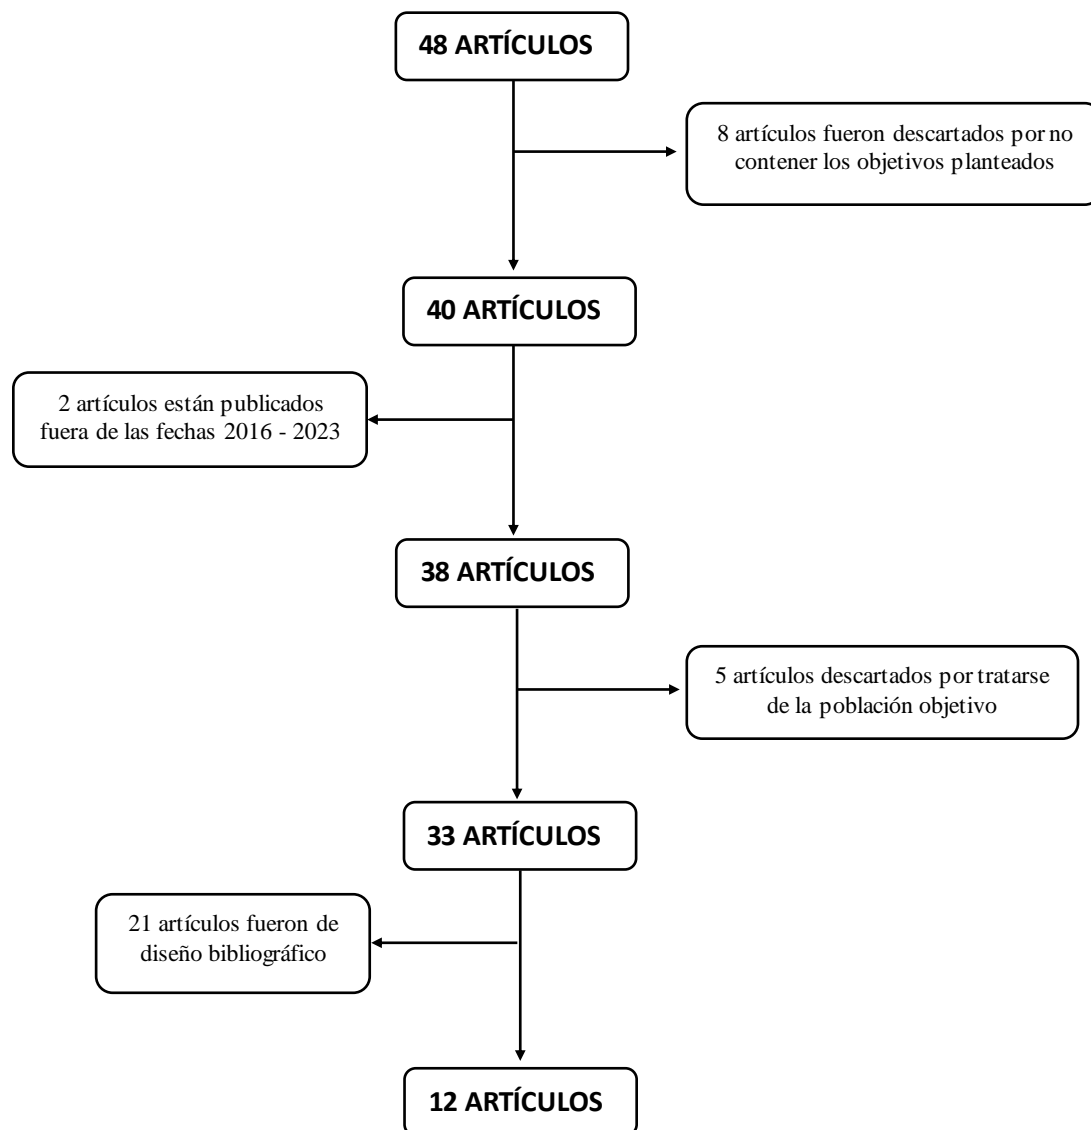 48 ARTÍCULOS
8 artículos fueron descartados por no
contener los objetivos planteados
40 ARTÍCULOS
2 artículos están publicados
fuera de las fechas 2016 - 2023
38 ARTÍCULOS
5 artículos descartados por tratarse
de la población objetivo
33 ARTÍCULOS
21 artículos fueron de
diseño bibliográfico
12 ARTÍCULOS